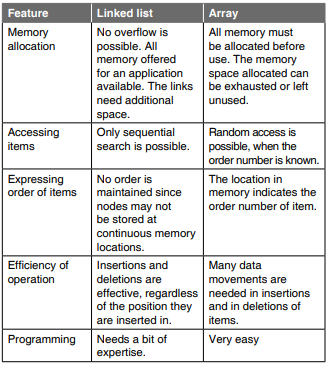 Feature Linked list Array
Memory
allocation
No overflow is
possible. All
memory offered
for an application
available. The links
need additional
space.
All memory must
be allocated before
use. The memory
space allocated can
be exhausted or left
unused.
Accessing
items
Only sequential
search is possible.
Random access is
possible, when the
order number is known.
Expressing
order of items
No order is
maintained since
nodes may not
be stored at
continuous memory
locations.
The location in
memory indicates the
order number of item.
Efficiency of
operation
Insertions and
deletions are
effective, regardless
of the position they
are inserted in.
Many data
movements are
needed in insertions
and in deletions of
items.
Programming
Needs a bit of
expertise.
Very easy